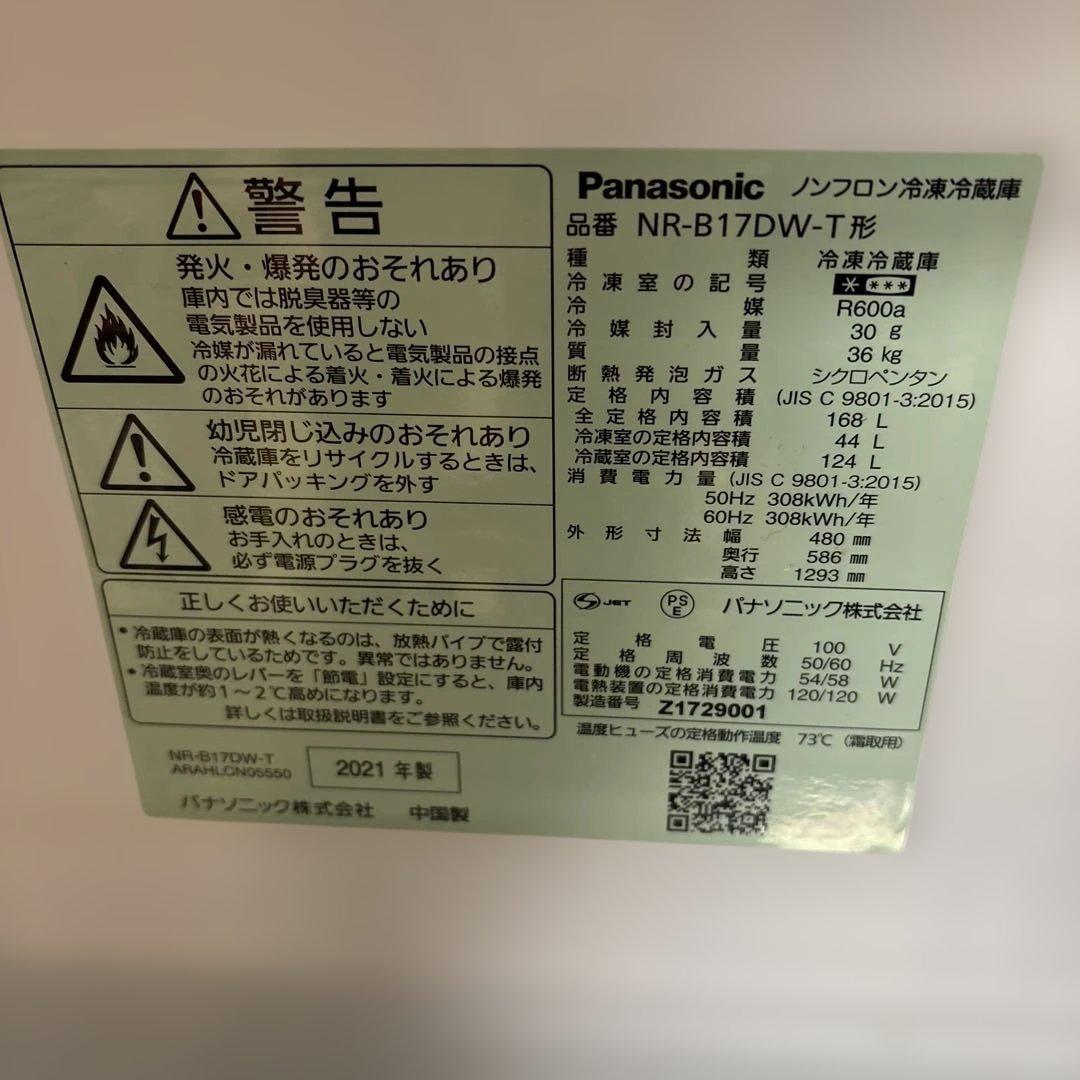 警告
発火・爆発のおそれあり
庫内では脱臭器等の
電気製品を使用しない
冷媒が漏れていると電気製品の接点
の火花による着火・着火による爆発
のおそれがあります
幼児閉じ込みのおそれあり
冷蔵庫をリサイクルするときは、
ドアパッキングを外す
感電のおそれあり
お手入れのときは、
必ず電源プラグを抜く
正しくお使いいただくために
・冷蔵庫の表面が熱くなるのは、放熱パイプで露付
防止をしているためです。異常ではありません。
・冷蔵室奥のレバーを「節電」設定にすると、庫内
温度が約1～2℃高めになります。
詳しくは取扱説明書をご参照ください。
NR-B17DW-T
ARAHLCN05550
2021 年製
パナソニック株式会社 中国製
Panasonic ノンフロン冷凍冷蔵庫
品番 NR-B17DW-T形
種類 冷凍冷蔵庫
冷凍室の記号 * ***
冷媒 R600a
冷媒封入量 30 g
質量 36 kg
断熱発泡ガス シクロペンタン
定格内容積 (JIS C 9801-3:2015)
全定格内容積 168 L
冷凍室の定格内容積 44 L
冷蔵室の定格内容積 124 L
消費電力量 (JIS C 9801-3:2015)
50Hz 308kWh/年
60Hz 308kWh/年
外形寸法 幅 480 mm
奥行 586 mm
高さ 1293 mm
S JET PS E パナソニック株式会社
定格電圧 100 V
定格周波数 50/60 Hz
電動機の定格消費電力 54/58 W
電熱装置の定格消費電力 120/120 W
製造番号 Z1729001
温度ヒューズの定格動作温度 73℃ (霜取用)